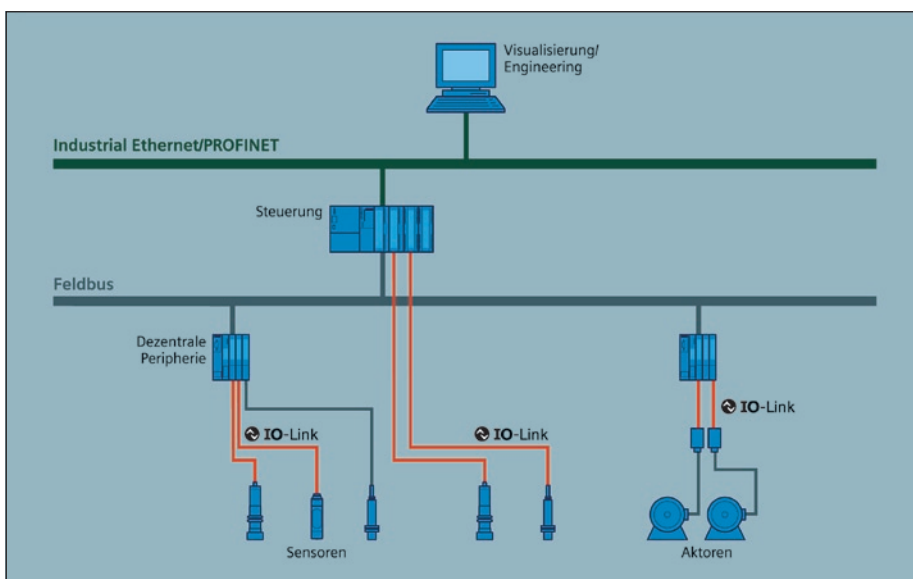 Visualisierung/
Engineering
Industrial Ethernet/PROFINET
Steuerung
Feldbus
Dezentrale
Peripherie
IO-Link
IO-Link
IO-Link
Sensoren
Aktoren